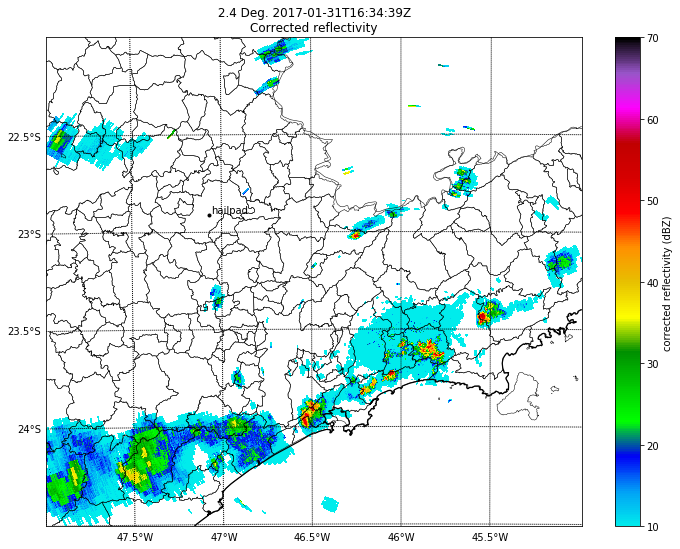 2.4 Deg. 2017-01-31T16:34:39Z
Corrected reflectivity
70
60
50
40
30
20
10
corrected reflectivity (dBZ)
22.5°S
23°S
23.5°S
24°S
hailpad
47.5°W
47°W
46.5°W
46°W
45.5°W